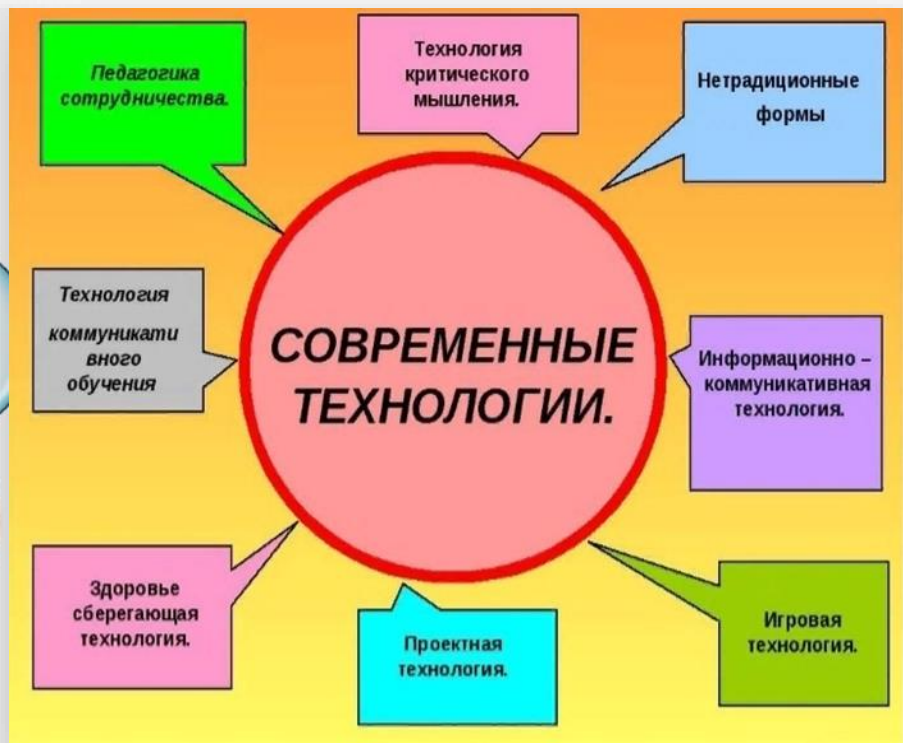 Педагогика
сотрудничества.
Технология
критического
мышления.
Нетрадиционные
формы
Технология
коммуникати
вного
обучения
СОВРЕМЕННЫЕ
ТЕХНОЛОГИИ.
Информационно –
коммуникативная
технология.
Здоровье
сберегающая
технология.
Проектная
технология.
Игровая
технология.